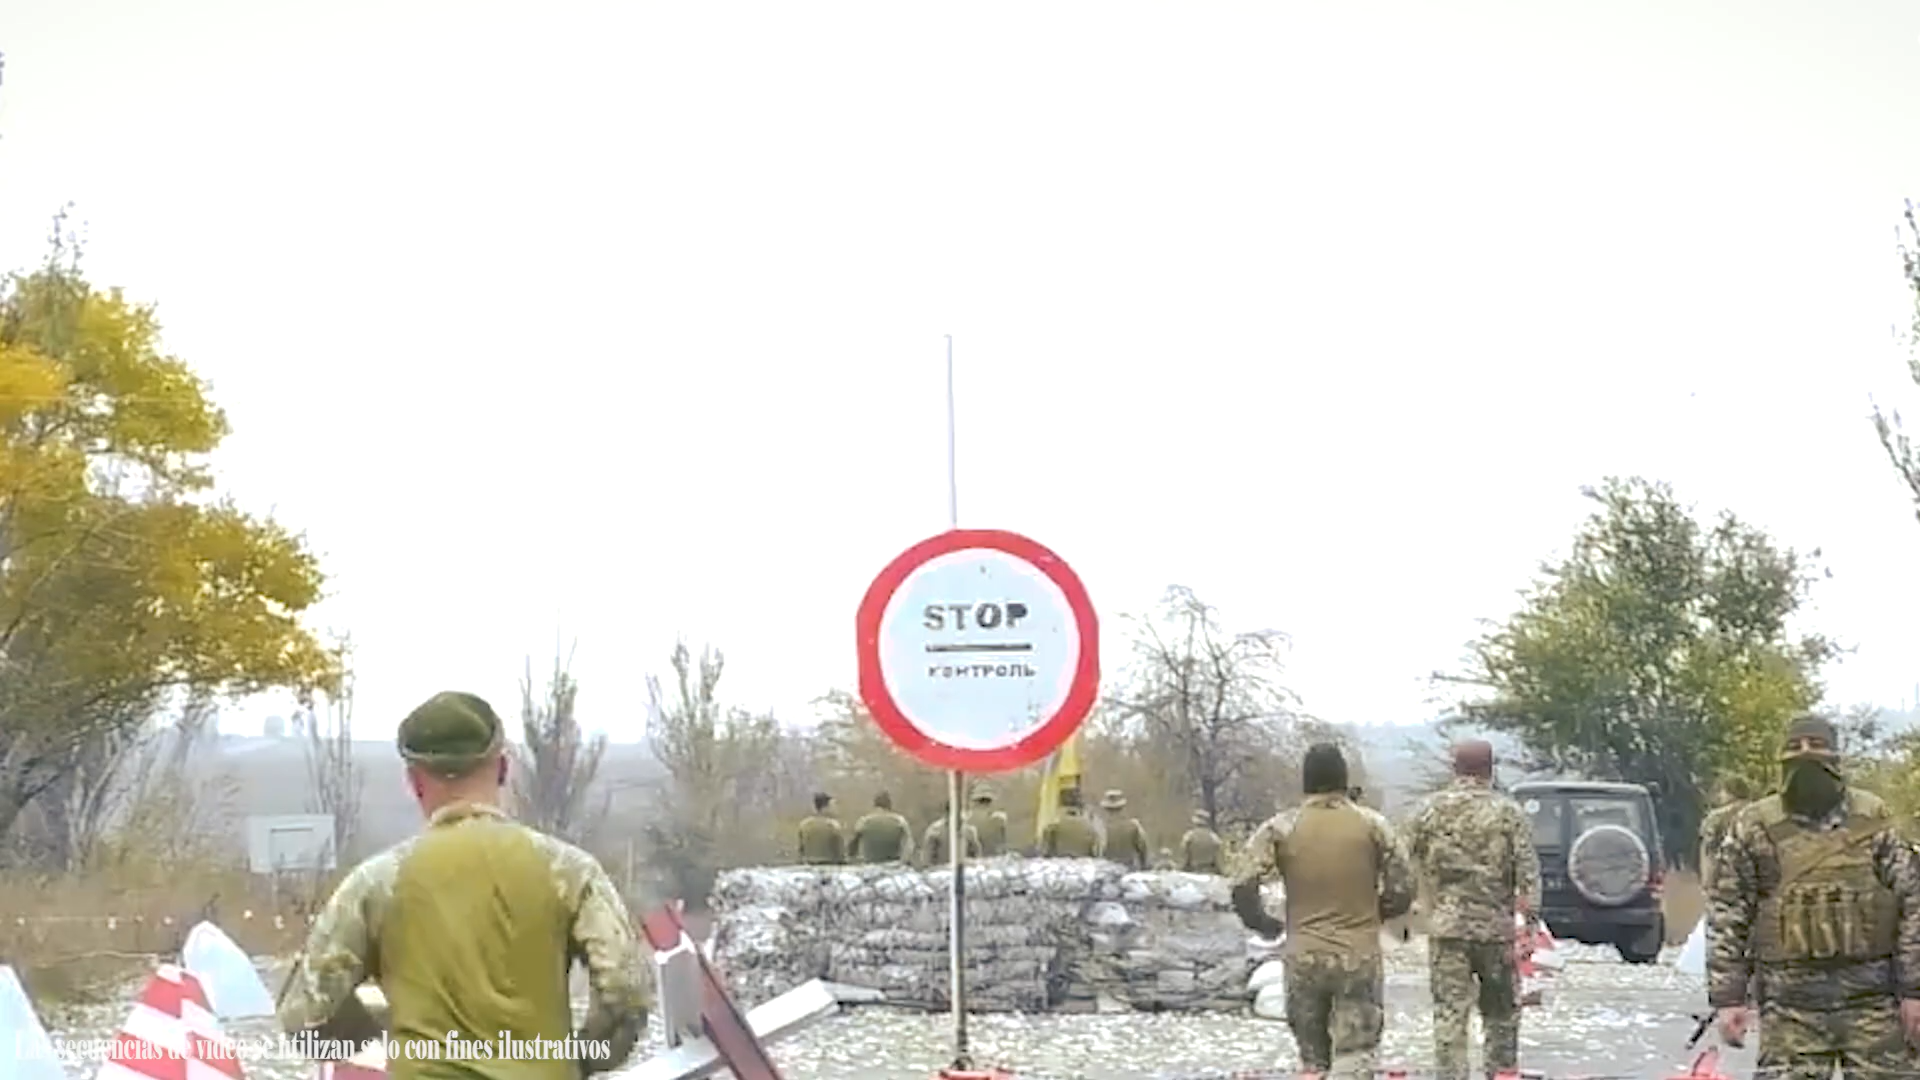 STOP
КОНТРОЛЬ
Las secuencias de video se utilizan solo con fines ilustrativos